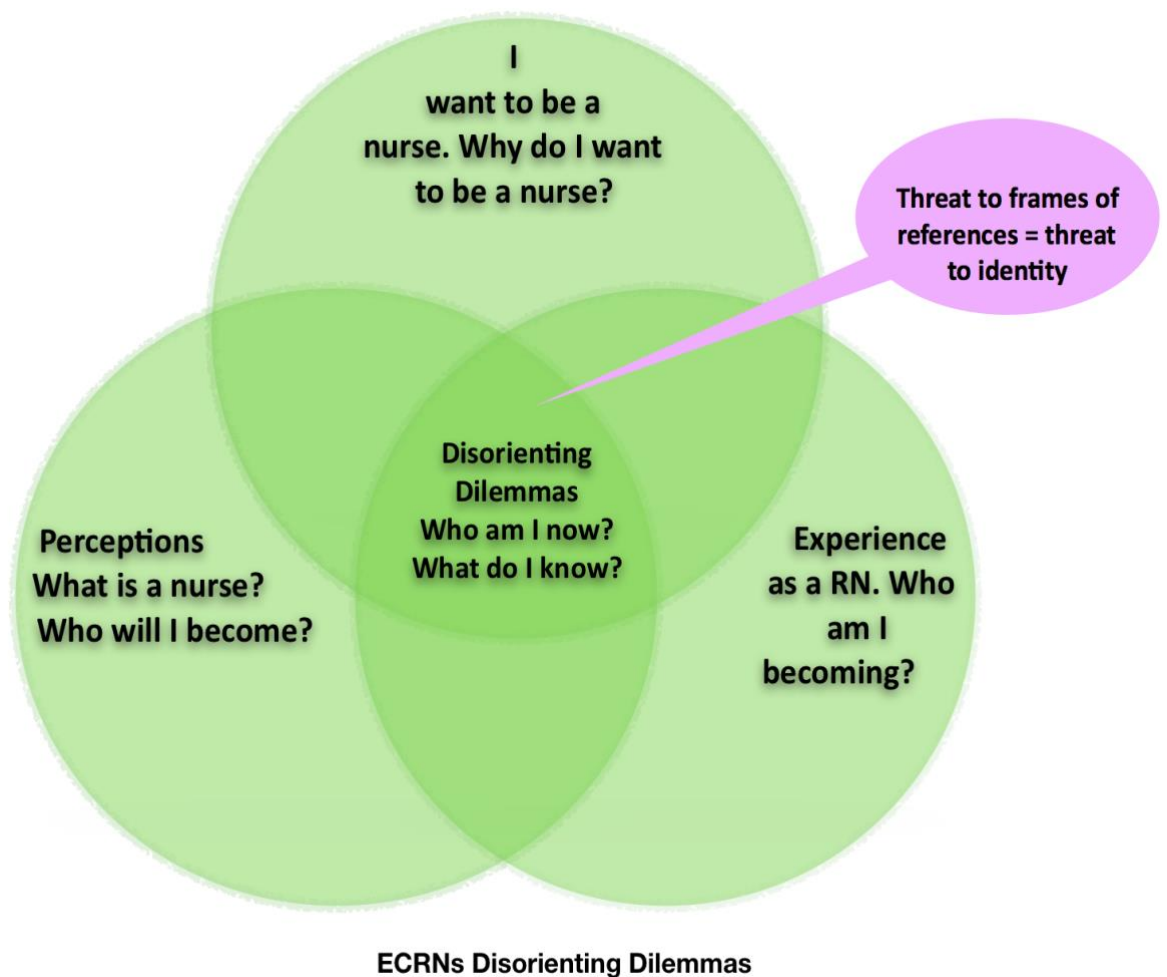 I
want to be a
nurse. Why do I want
to be a nurse?
Threat to frames of
references = threat
to identity
Disorienting
Dilemmas
Who am I now?
What do I know?
Perceptions
What is a nurse?
Who will I become?
Experience
as a RN. Who
am I
becoming?
ECRNs Disorienting Dilemmas